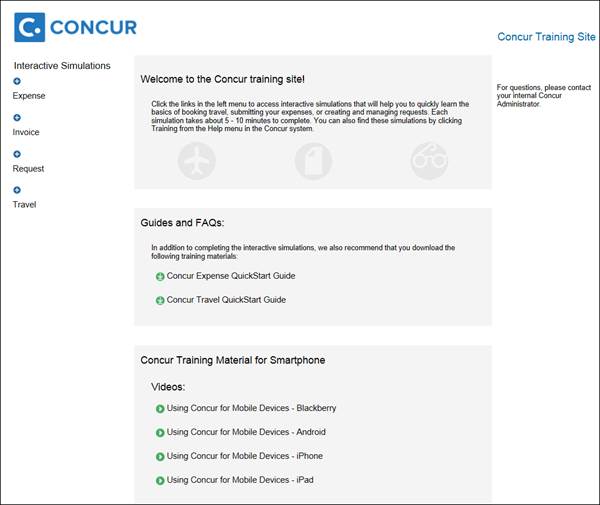 C. CONCUR
Concur Training Site
Interactive Simulations
Expense
Invoice
Request
Travel
Welcome to the Concur training site!
Click the links in the left menu to access interactive simulations that will help you to quickly learn the
basics of booking travel, submitting your expenses, or creating and managing requests. Each
simulation takes about 5 - 10 minutes to complete. You can also find these simulations by clicking
Training from the Help menu in the Concur system.
For questions, please contact
your internal Concur
Administrator.
Guides and FAQs:
In addition to completing the interactive simulations, we also recommend that you download the
following training materials:
Concur Expense QuickStart Guide
Concur Travel QuickStart Guide
Concur Training Material for Smartphone
Videos:
Using Concur for Mobile Devices - Blackberry
Using Concur for Mobile Devices - Android
Using Concur for Mobile Devices - iPhone
Using Concur for Mobile Devices - iPad